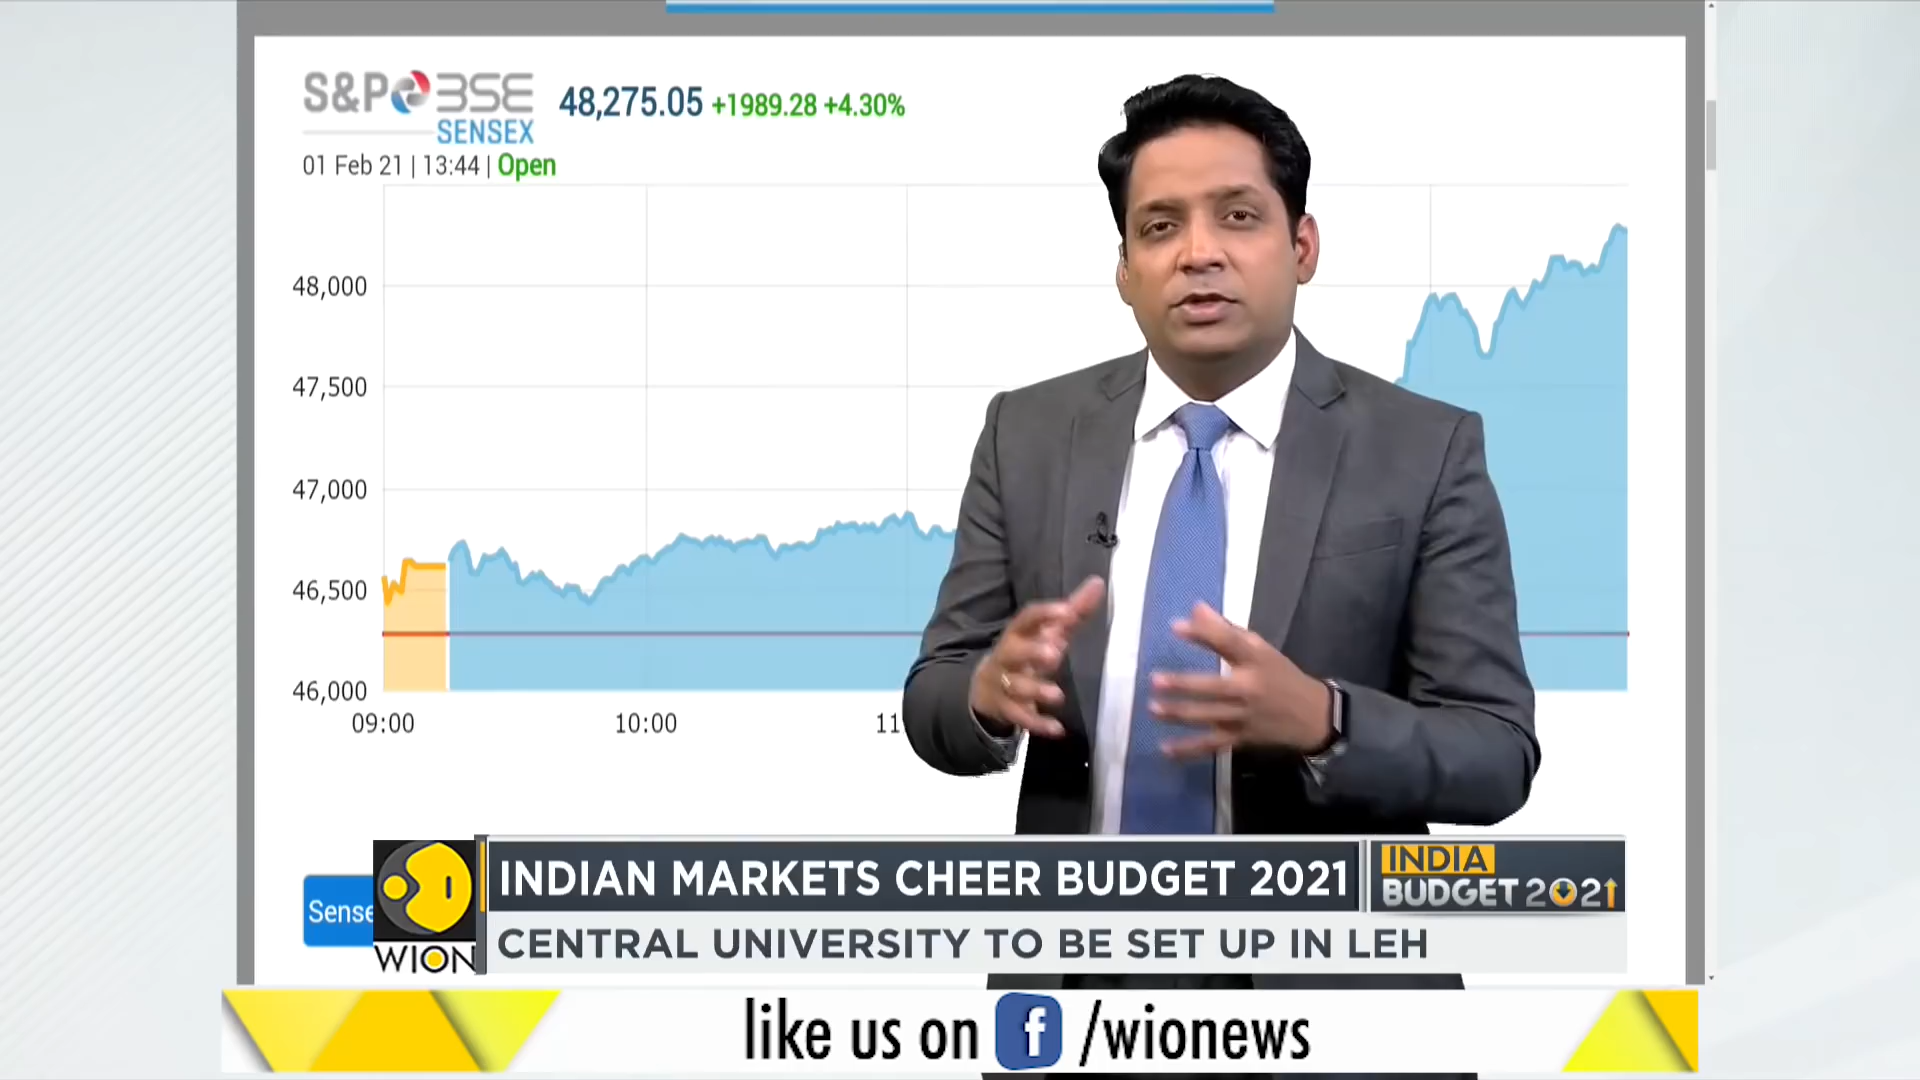 S&P BSE
SENSEX
48,275.05 +1989.28 +4.30%
01 Feb 21 | 13:44 | Open
48,000
47,500
47,000
46,500
46,000
09:00 10:00 11
Sense
WION
INDIAN MARKETS CHEER BUDGET 2021
INDIA
BUDGET 2021
CENTRAL UNIVERSITY TO BE SET UP IN LEH
like us on f /wionews